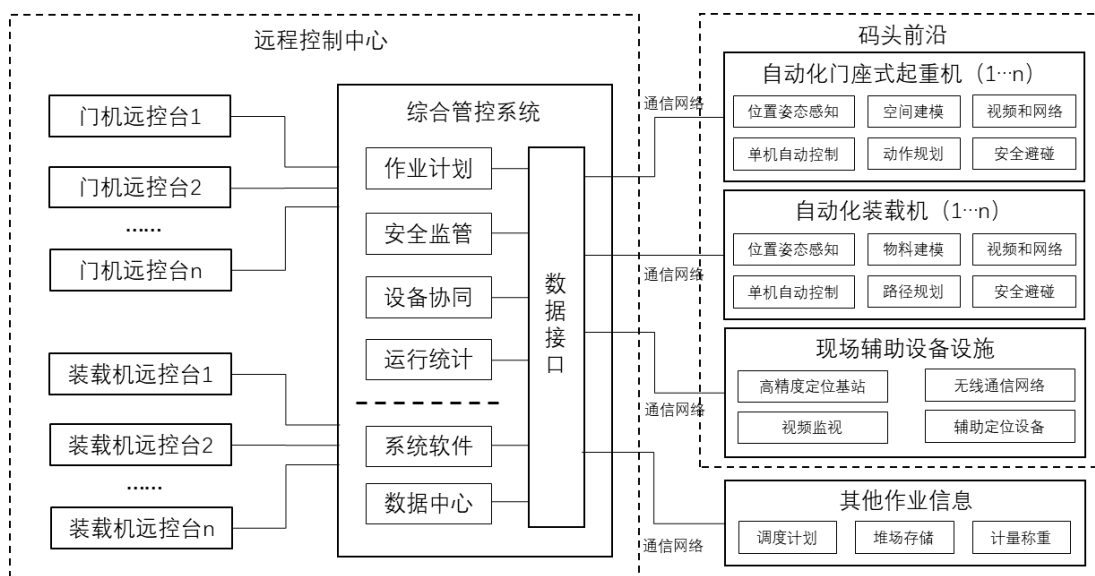 远程控制中心
门机远控台1
门机远控台2
……
门机远控台n
装载机远控台1
装载机远控台2
……
装载机远控台n
综合管控系统
作业计划
安全监管
设备协同
运行统计
系统软件
数据中心
数据接口
通信网络
通信网络
通信网络
通信网络
码头前沿
自动化门座式起重机（1…n）
位置姿态感知 空间建模 视频和网络
单机自动控制 动作规划 安全避碰
自动化装载机（1…n）
位置姿态感知 物料建模 视频和网络
单机自动控制 路径规划 安全避碰
现场辅助设备设施
高精度定位基站 无线通信网络
视频监视 辅助定位设备
其他作业信息
调度计划 堆场存储 计量称重